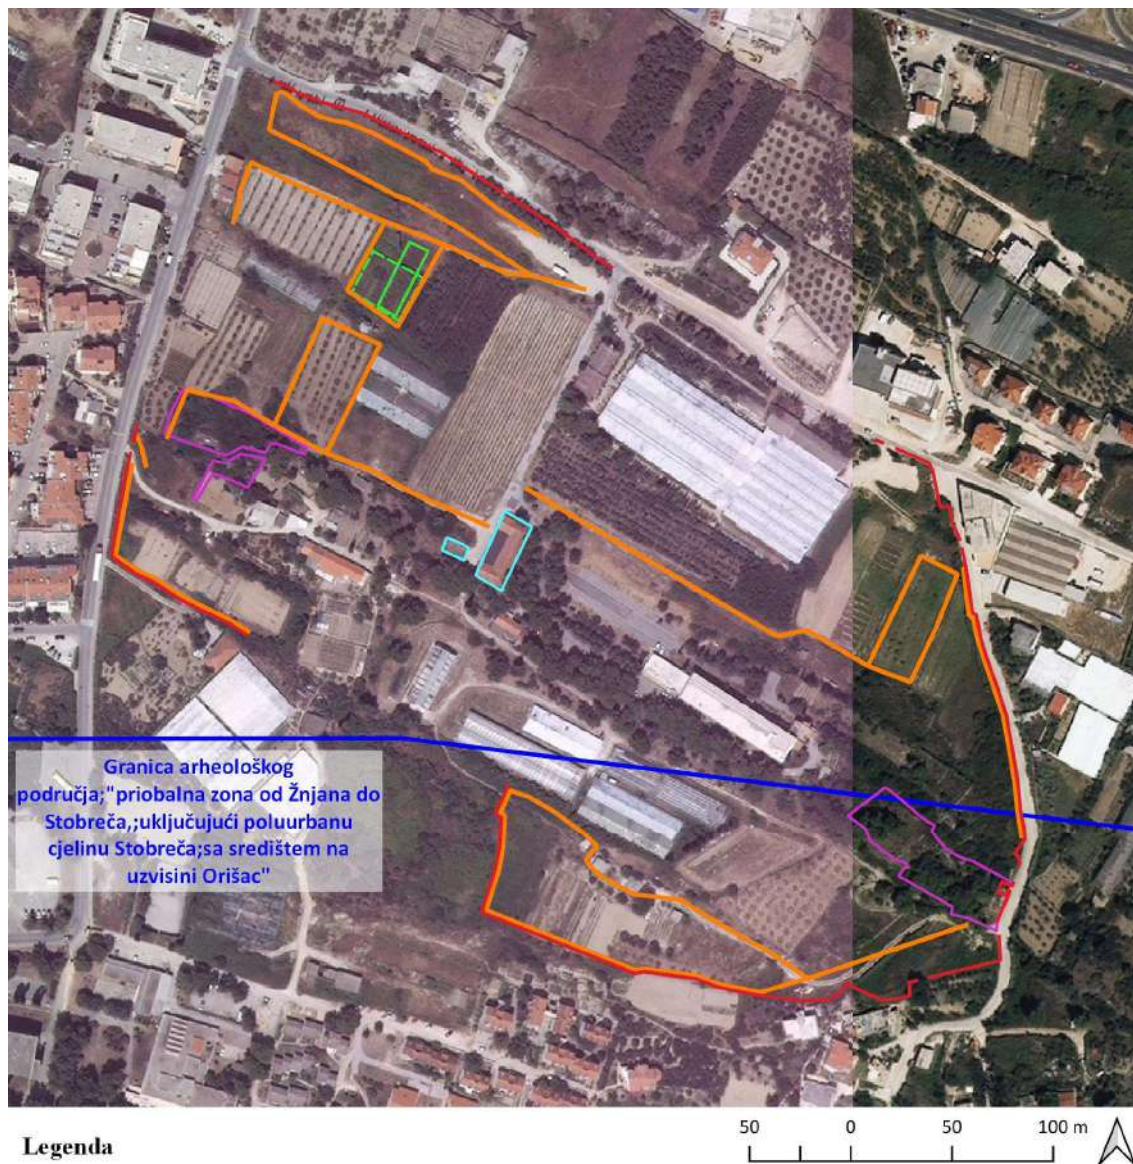 Granica arheološkog
područja;"priobalna zona od Žnjana do
Stobreča,;uključujući poluurbanu
cjelinu Stobreča;sa središtem na
uzvisini Orišac"
Legenda
50 0 50 100 m